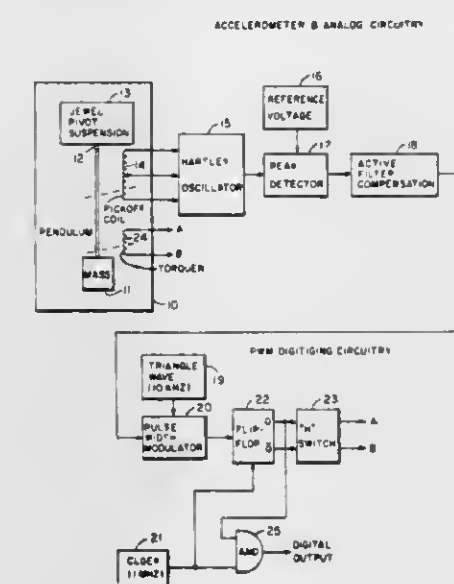 ACCELEROMETER & ANALOG CIRCUITRY
13
JEWEL
PIVOT
SUSPENSION
12
14
PICKOFF
COIL
PENDULUM
24
A
B
TORQUER
MASS
11
10
15
HARTLEY
OSCILLATOR
16
REFERENCE
VOLTAGE
17
PEAK
DETECTOR
18
ACTIVE
FILTER
COMPENSATION
PWM DIGITIGING CIRCUITRY
TRIANGLE
WAVE
(10 KHZ)
19
20
PULSE
WIDTH
MODULATOR
22
FLIP-
FLOP
Q
Q̅
23
"H"
SWITCH
A
B
25
AND
DIGITAL
OUTPUT
21
CLOCK
(1 MHZ)